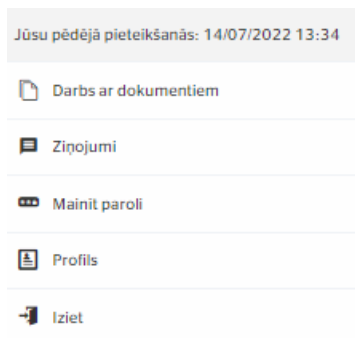 Jūsu pēdējā pieteikšanās: 14/07/2022 13:34
Darbs ar dokumentiem
Ziņojumi
Mainīt paroli
Profils
Iziet